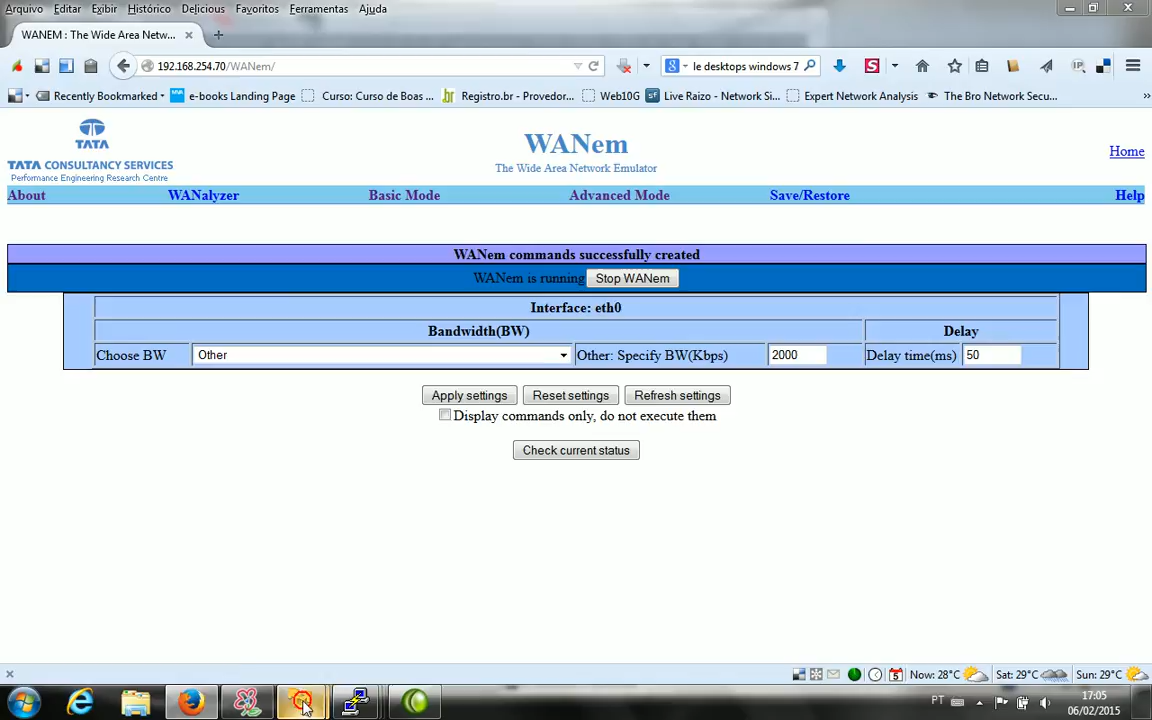 Arquivo Editar Exibir Histórico Delicious Favoritos Ferramentas Ajuda
WANEM : The Wide Area Netw...
192.168.254.70/WANem/
le desktops windows 7
Recently Bookmarked
e-books Landing Page
Curso: Curso de Boas ...
Registro.br - Provedor...
Web10G
Live Raizo - Network Si...
Expert Network Analysis
The Bro Network Secu...
TATA
TATA CONSULTANCY SERVICES
Performance Engineering Research Centre
WANem
The Wide Area Network Emulator
Home
About WANalyzer Basic Mode Advanced Mode Save/Restore Help
WANem commands successfully created
WANem is running Stop WANem
Interface: eth0
Bandwidth(BW) Delay
Choose BW Other Other: Specify BW(Kbps) 2000 Delay time(ms) 50
Apply settings Reset settings Refresh settings
Display commands only, do not execute them
Check current status
Now: 28°C Sat: 29°C Sun: 29°C
PT
17:05
06/02/2015